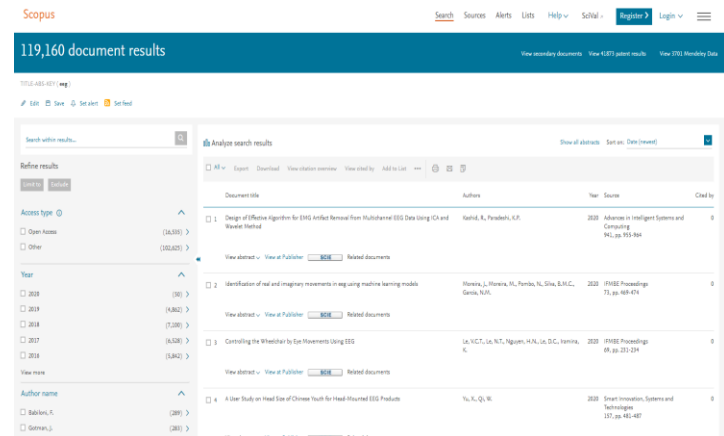 Scopus
Search Sources Alerts Lists Help SciVal Register Login
119,160 document results
View secondary documents View 41873 patent results View 3701 Mendeley Data
TITLE-ABS-KEY ( eeg )
Edit Save Set alert Set feed
Search within results...
Analyze search results
Show all abstracts Sort on: Date (newest)
Refine results
Limit to Exclude
All Export Download View citation overview View cited by Add to List •••
Document title Authors Year Source Cited by
Access type
Open Access (16,535)
Other (102,625)
Year
2020 (50)
2019 (4,862)
2018
2017 (6,528)
2016 (5,842)
View more
Author name
Babiloni, F. (289)
Gotman, J. (283)
1 Design of Effective Algorithm for EMG Artifact Removal from Multichannel EEG Data Using ICA and
Wavelet Method
Kachid, R., Paradeshi, K.P.
2020 Advances in Intelligent Systems and
Computing
941, pp. 955-964
0
View abstract View at Publisher Related documents
2 Identification of real and imaginary movements in eeg using machine learning models
Moreira, J., Moreira, M., Pombo, N., Silva, B.M.C.,
Garcia, N.M.
2020 IFMBE Proceedings
73, pp. 469-474
0
View abstract View at Publisher Related documents
3 Controlling the Wheelchair by Eye Movements Using EEG
Le, V.C.T., Le, N.T., Nguyen, H.N., Le, D.C., Iramina,
K.
2020 IFMBE Proceedings
69, pp. 231-234
0
View abstract View at Publisher Related documents
4 A User Study on Head Size of Chinese Youth for Head-Mounted EEG Products
Yu, X., Qi, W.
2020 Smart Innovation, Systems and
Technologies
157, pp. 481-487
0